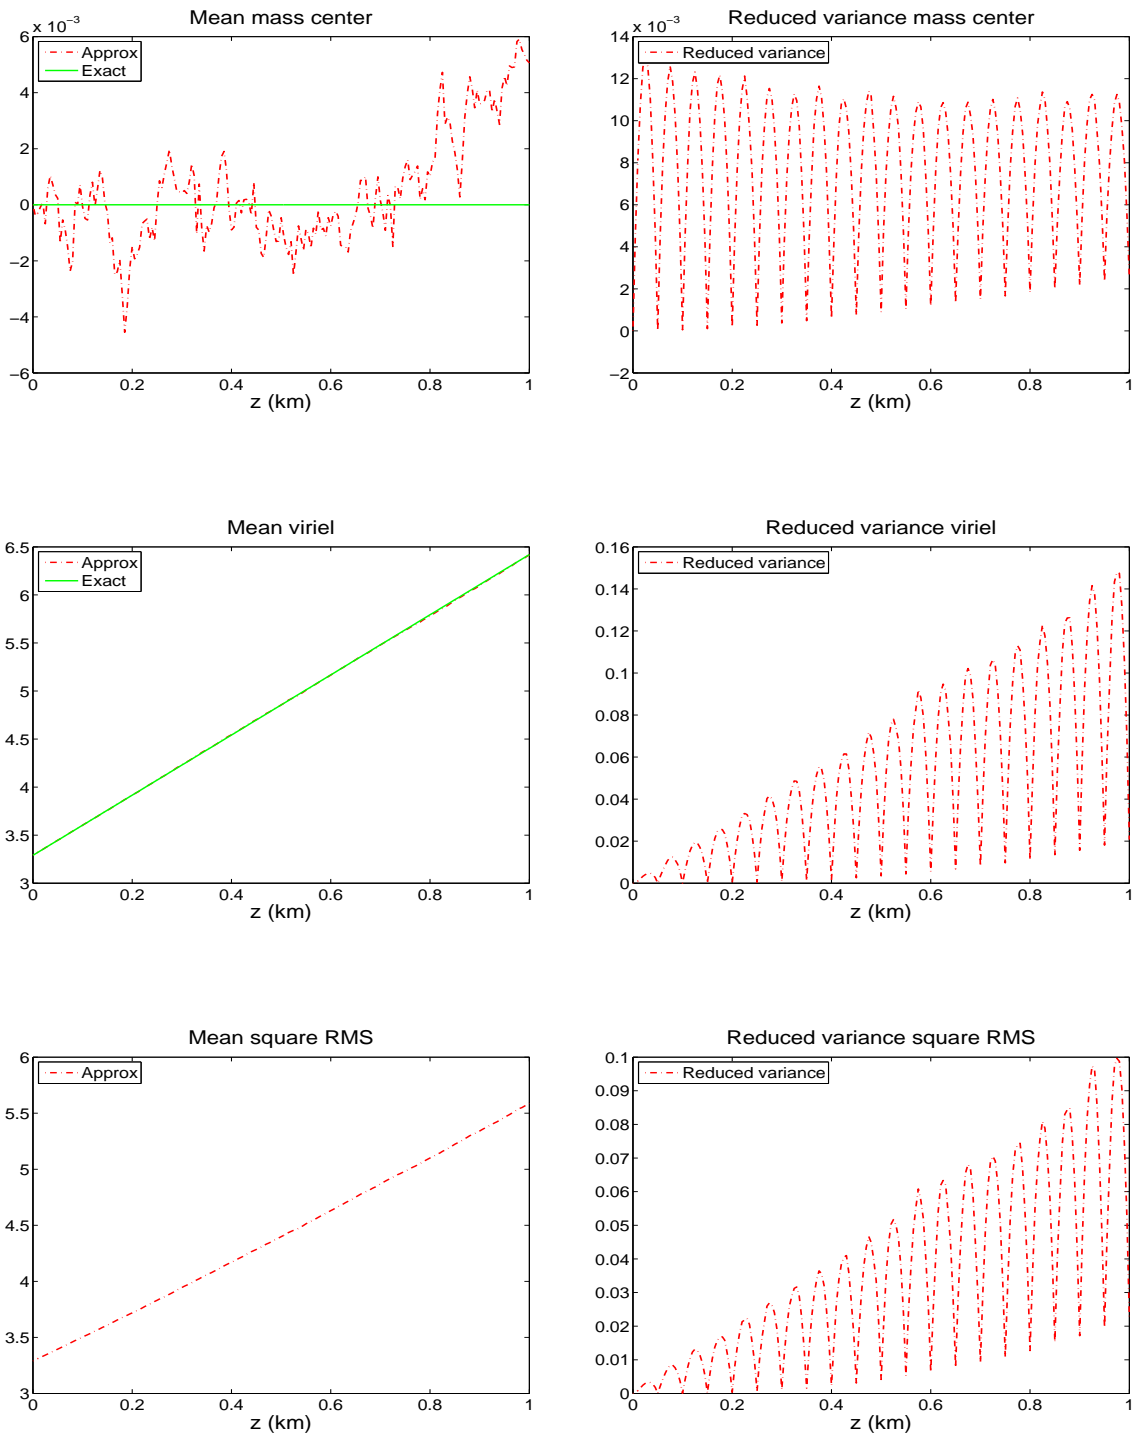 Mean mass center
x 10−3
Approx
Exact
6
4
2
0
−2
−4
−6
0 0.2 0.4 0.6 0.8 1
z (km)
Reduced variance mass center
x 10−3
Reduced variance
14
12
10
8
6
4
2
0
−2
0 0.2 0.4 0.6 0.8 1
z (km)
Mean viriel
Approx
Exact
6.5
6
5.5
5
4.5
4
3.5
3
0 0.2 0.4 0.6 0.8 1
z (km)
Reduced variance viriel
Reduced variance
0.16
0.14
0.12
0.1
0.08
0.06
0.04
0.02
0
0 0.2 0.4 0.6 0.8 1
z (km)
Mean square RMS
Approx
6
5.5
5
4.5
4
3.5
3
0 0.2 0.4 0.6 0.8 1
z (km)
Reduced variance square RMS
Reduced variance
0.1
0.09
0.08
0.07
0.06
0.05
0.04
0.03
0.02
0.01
0
0 0.2 0.4 0.6 0.8 1
z (km)